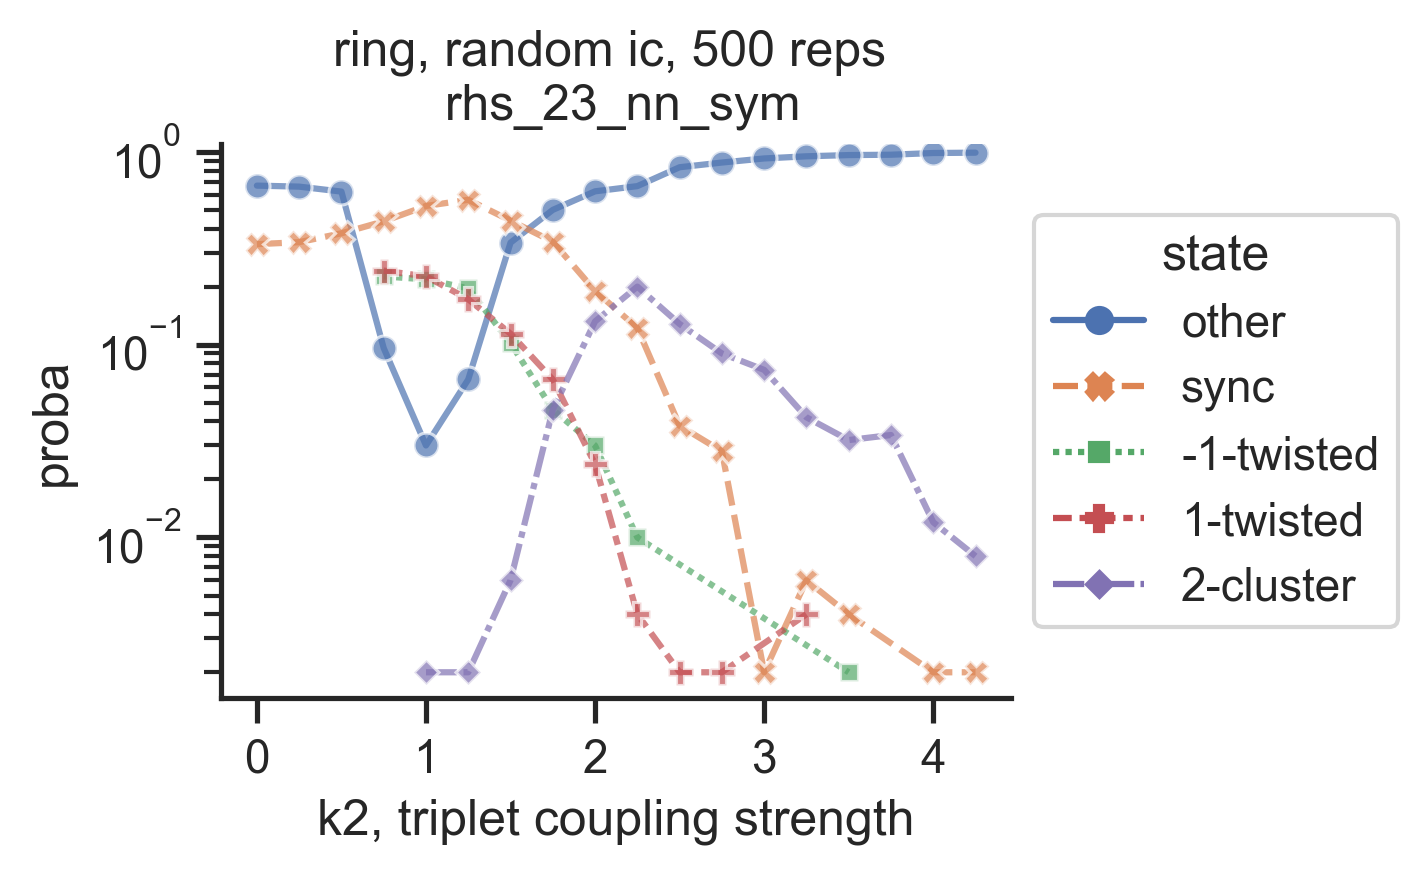 ring, random ic, 500 reps
rhs_23_nn_sym
10^0
10^-1
10^-2
proba
0 1 2 3 4
k2, triplet coupling strength
state
other
sync
-1-twisted
1-twisted
2-cluster